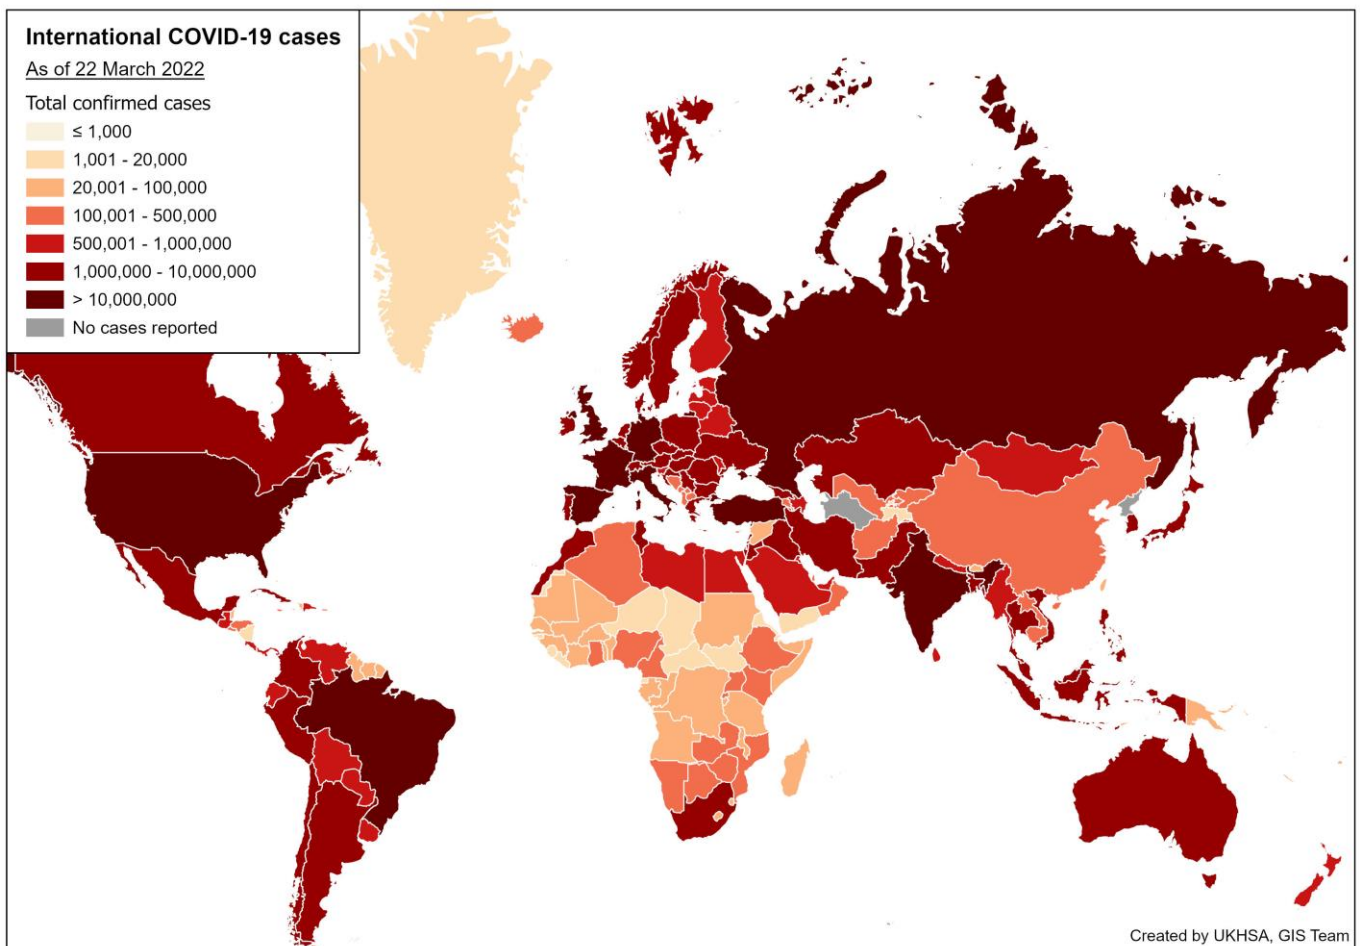 International COVID-19 cases
As of 22 March 2022
Total confirmed cases
≤ 1,000
1,001 - 20,000
20,001 - 100,000
100,001 - 500,000
500,001 - 1,000,000
1,000,000 - 10,000,000
> 10,000,000
No cases reported
Created by UKHSA, GIS Team